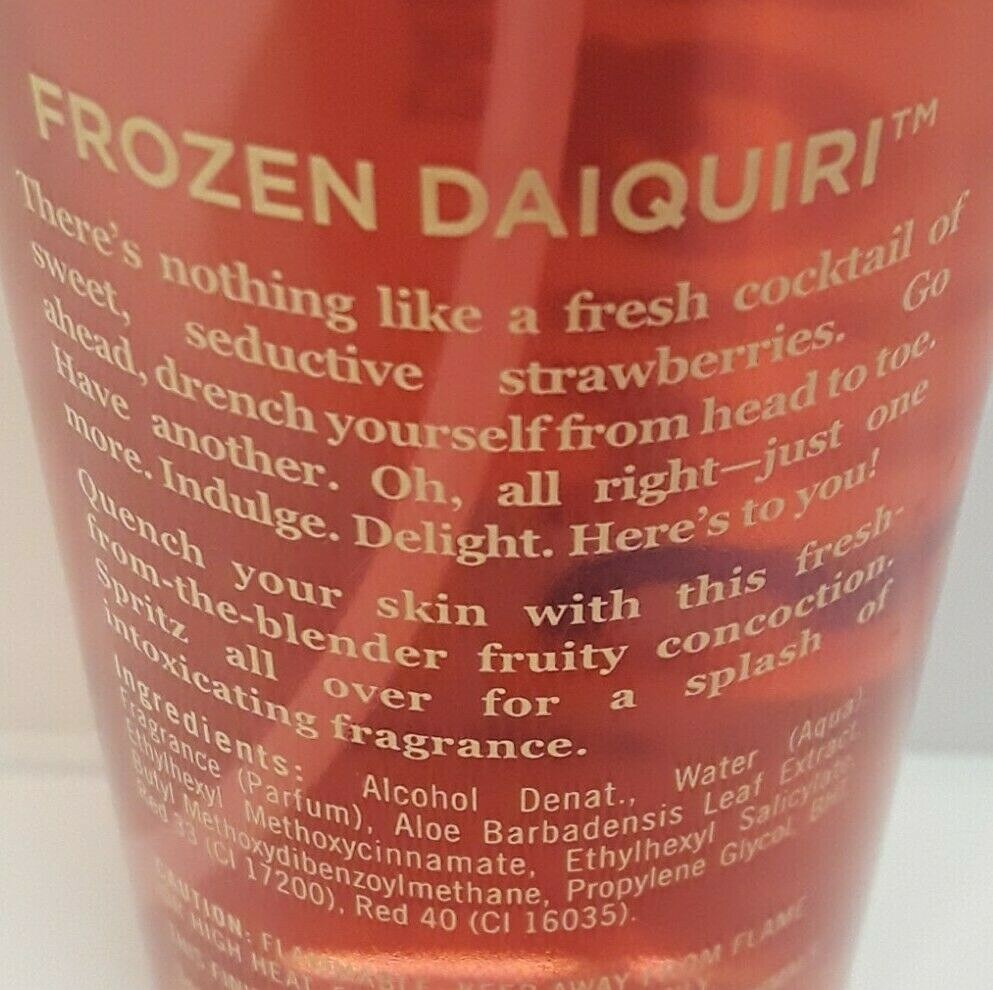 FROZEN DAIQUIRI™
There's nothing like a fresh cocktail of
sweet, seductive strawberries. Go
ahead, drench yourself from head to toe.
Have another. Oh, all right—just one
more. Indulge. Delight. Here's to you!
Quench your skin with this fresh-
from-the-blender fruity concoction.
Spritz all over for a splash of
intoxicating fragrance.
Ingredients: Alcohol Denat., Water (Aqua),
Fragrance (Parfum), Aloe Barbadensis Leaf Extract,
Ethylhexyl Methoxycinnamate, Ethylhexyl Salicylate,
Butyl Methoxydibenzoylmethane, Propylene Glycol,
Red 33 (CI 17200), Red 40 (CI 16035).
CAUTION: FLAMMABLE. KEEP AWAY FROM FLAME
HIGH HEAT